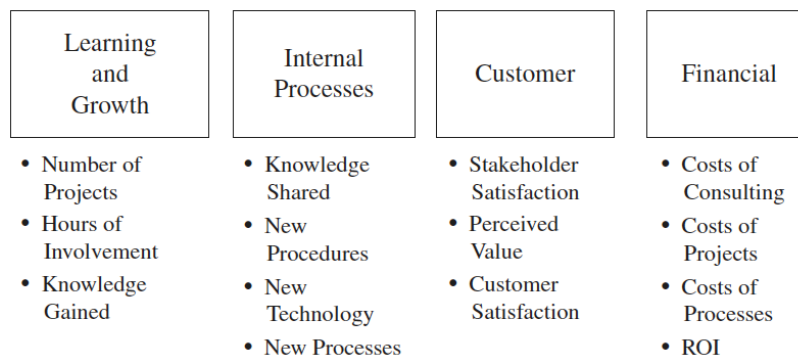 Learning
and
Growth
• Number of
Projects
• Hours of
Involvement
• Knowledge
Gained
Internal
Processes
• Knowledge
Shared
• New
Procedures
• New
Technology
• New Processes
Customer
• Stakeholder
Satisfaction
• Perceived
Value
• Customer
Satisfaction
Financial
• Costs of
Consulting
• Costs of
Projects
• Costs of
Processes
• ROI